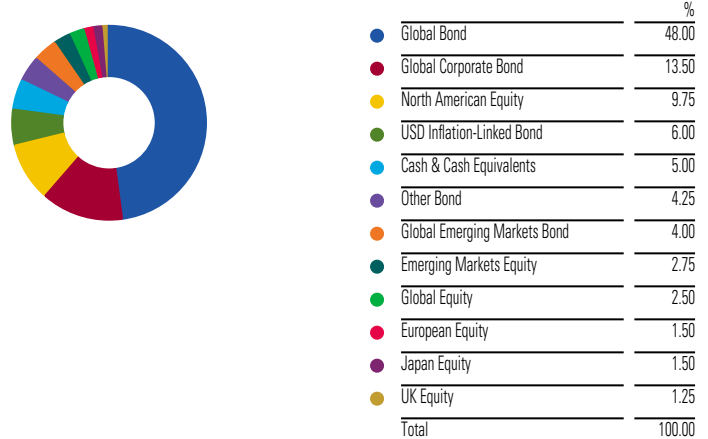 %
Global Bond 48.00
Global Corporate Bond 13.50
North American Equity 9.75
USD Inflation-Linked Bond 6.00
Cash & Cash Equivalents 5.00
Other Bond 4.25
Global Emerging Markets Bond 4.00
Emerging Markets Equity 2.75
Global Equity 2.50
European Equity 1.50
Japan Equity 1.50
UK Equity 1.25
Total 100.00